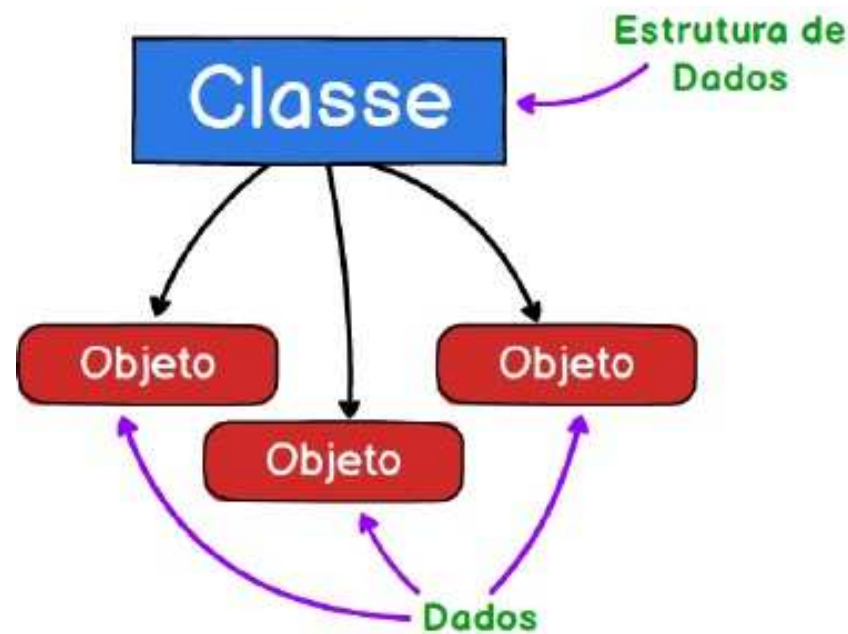 Estrutura de
Dados
Classe
Objeto
Objeto
Objeto
Dados